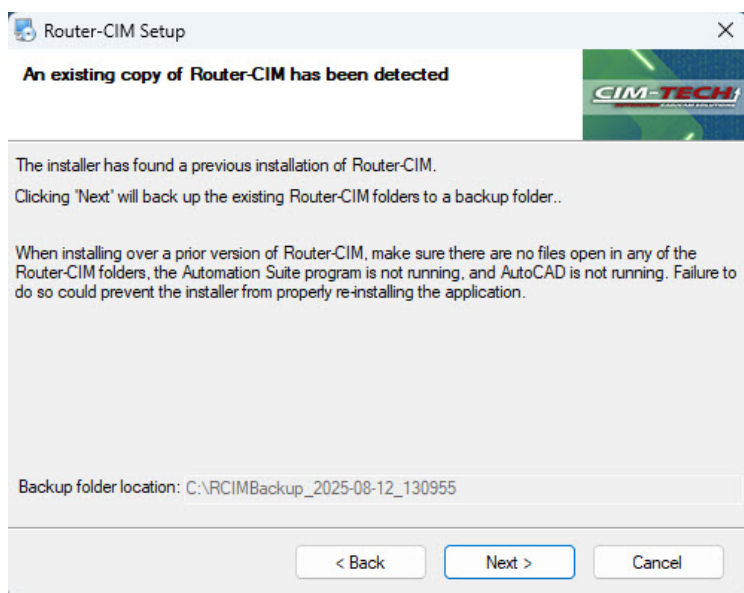 Router-CIM Setup
An existing copy of Router-CIM has been detected
CIM-TECH
The installer has found a previous installation of Router-CIM.
Clicking 'Next' will back up the existing Router-CIM folders to a backup folder..
When installing over a prior version of Router-CIM, make sure there are no files open in any of the
Router-CIM folders, the Automation Suite program is not running, and AutoCAD is not running. Failure to
do so could prevent the installer from properly re-installing the application.
Backup folder location: C:\RCIMBackup_2025-08-12_130955
< Back Next > Cancel